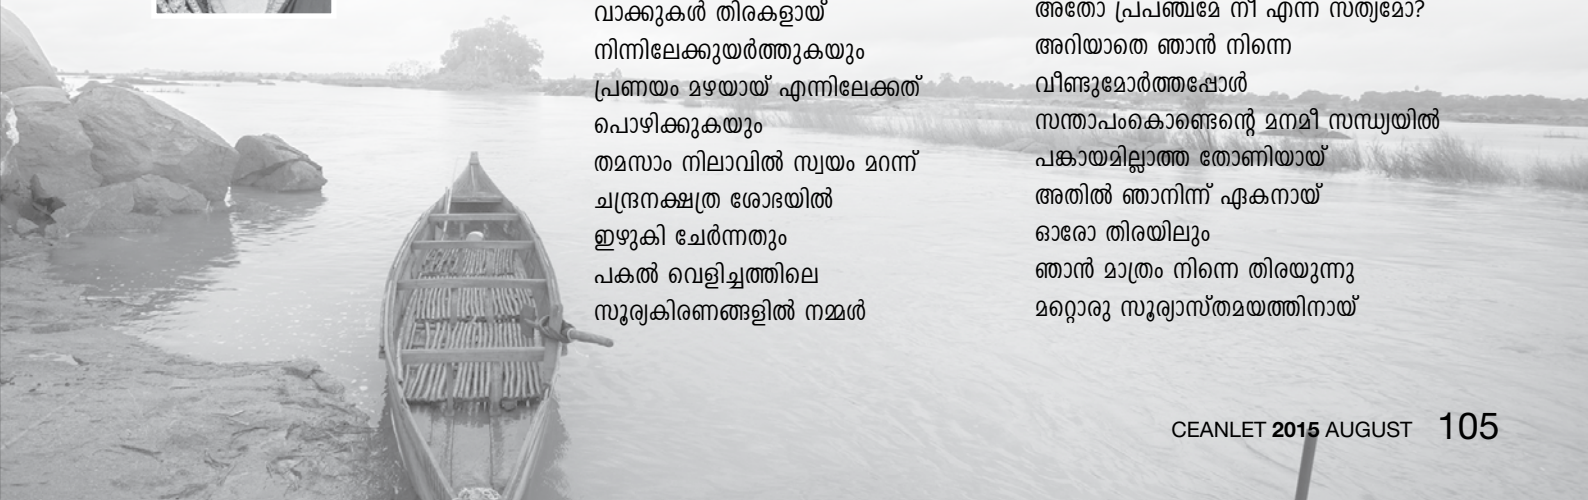 വാക്കുകൾ തിരകളായ്
നിന്നിലേക്കുയർത്തുകയും
പ്രണയം മഴയായ് എന്നിലേക്കത്
പൊഴിക്കുകയും
തമസാം നിലാവിൽ സ്വയം മറന്ന്
ചന്ദ്രനക്ഷത്ര ശോഭയിൽ
ഇഴുകി ചേർന്നതും
പകൽ വെളിച്ചത്തിലെ
സൂര്യകിരണങ്ങളിൽ നമ്മൾ
അതോ പ്രപഞ്ചമേ നീ എന്ന സത്യമോ?
അറിയാതെ ഞാൻ നിന്നെ
വീണ്ടുമോർത്തപ്പോൾ
സന്താപംകൊണ്ടെന്റെ മനമീ സന്ധ്യയിൽ
പങ്കായമില്ലാത്ത തോണിയായ്
അതിൽ ഞാനിന്ന് ഏകനായ്
ഓരോ തിരയിലും
ഞാൻ മാത്രം നിന്നെ തിരയുന്നു
മറ്റൊരു സൂര്യാസ്തമയത്തിനായ്
CEANLET 2015 AUGUST 105